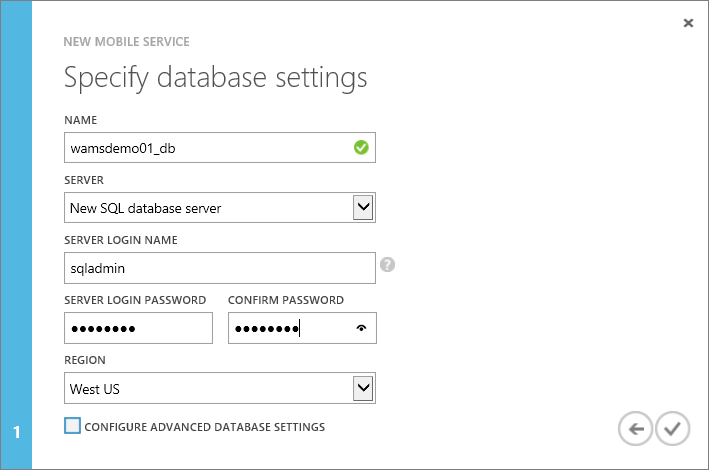 NEW MOBILE SERVICE
Specify database settings
NAME
wamsdemo01_db
SERVER
New SQL database server
SERVER LOGIN NAME
sqladmin
?
SERVER LOGIN PASSWORD CONFIRM PASSWORD
●●●●●●●● ●●●●●●●●
REGION
West US
CONFIGURE ADVANCED DATABASE SETTINGS
1